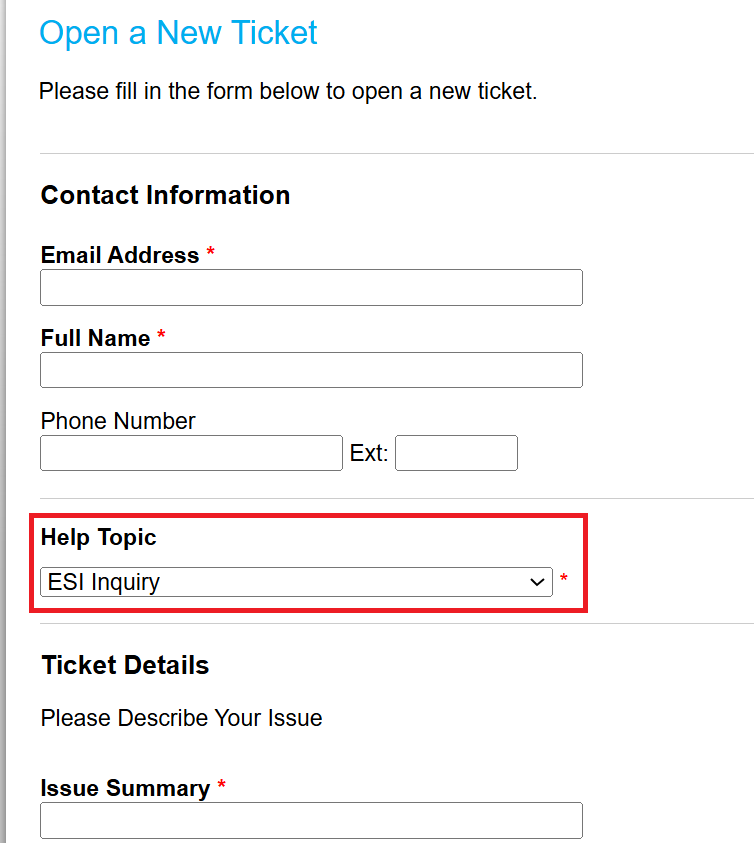 Open a New Ticket
Please fill in the form below to open a new ticket.
Contact Information
Email Address *
Full Name *
Phone Number
Ext:
Help Topic
ESI Inquiry *
Ticket Details
Please Describe Your Issue
Issue Summary *